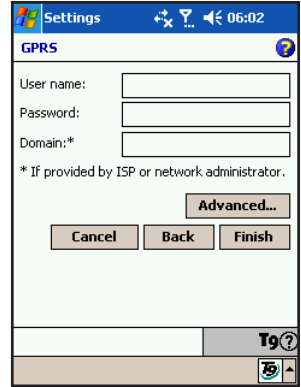 Settings 06:02
GPRS
User name:
Password:
Domain:*
* If provided by ISP or network administrator.
Advanced...
Cancel Back Finish
T9
T9